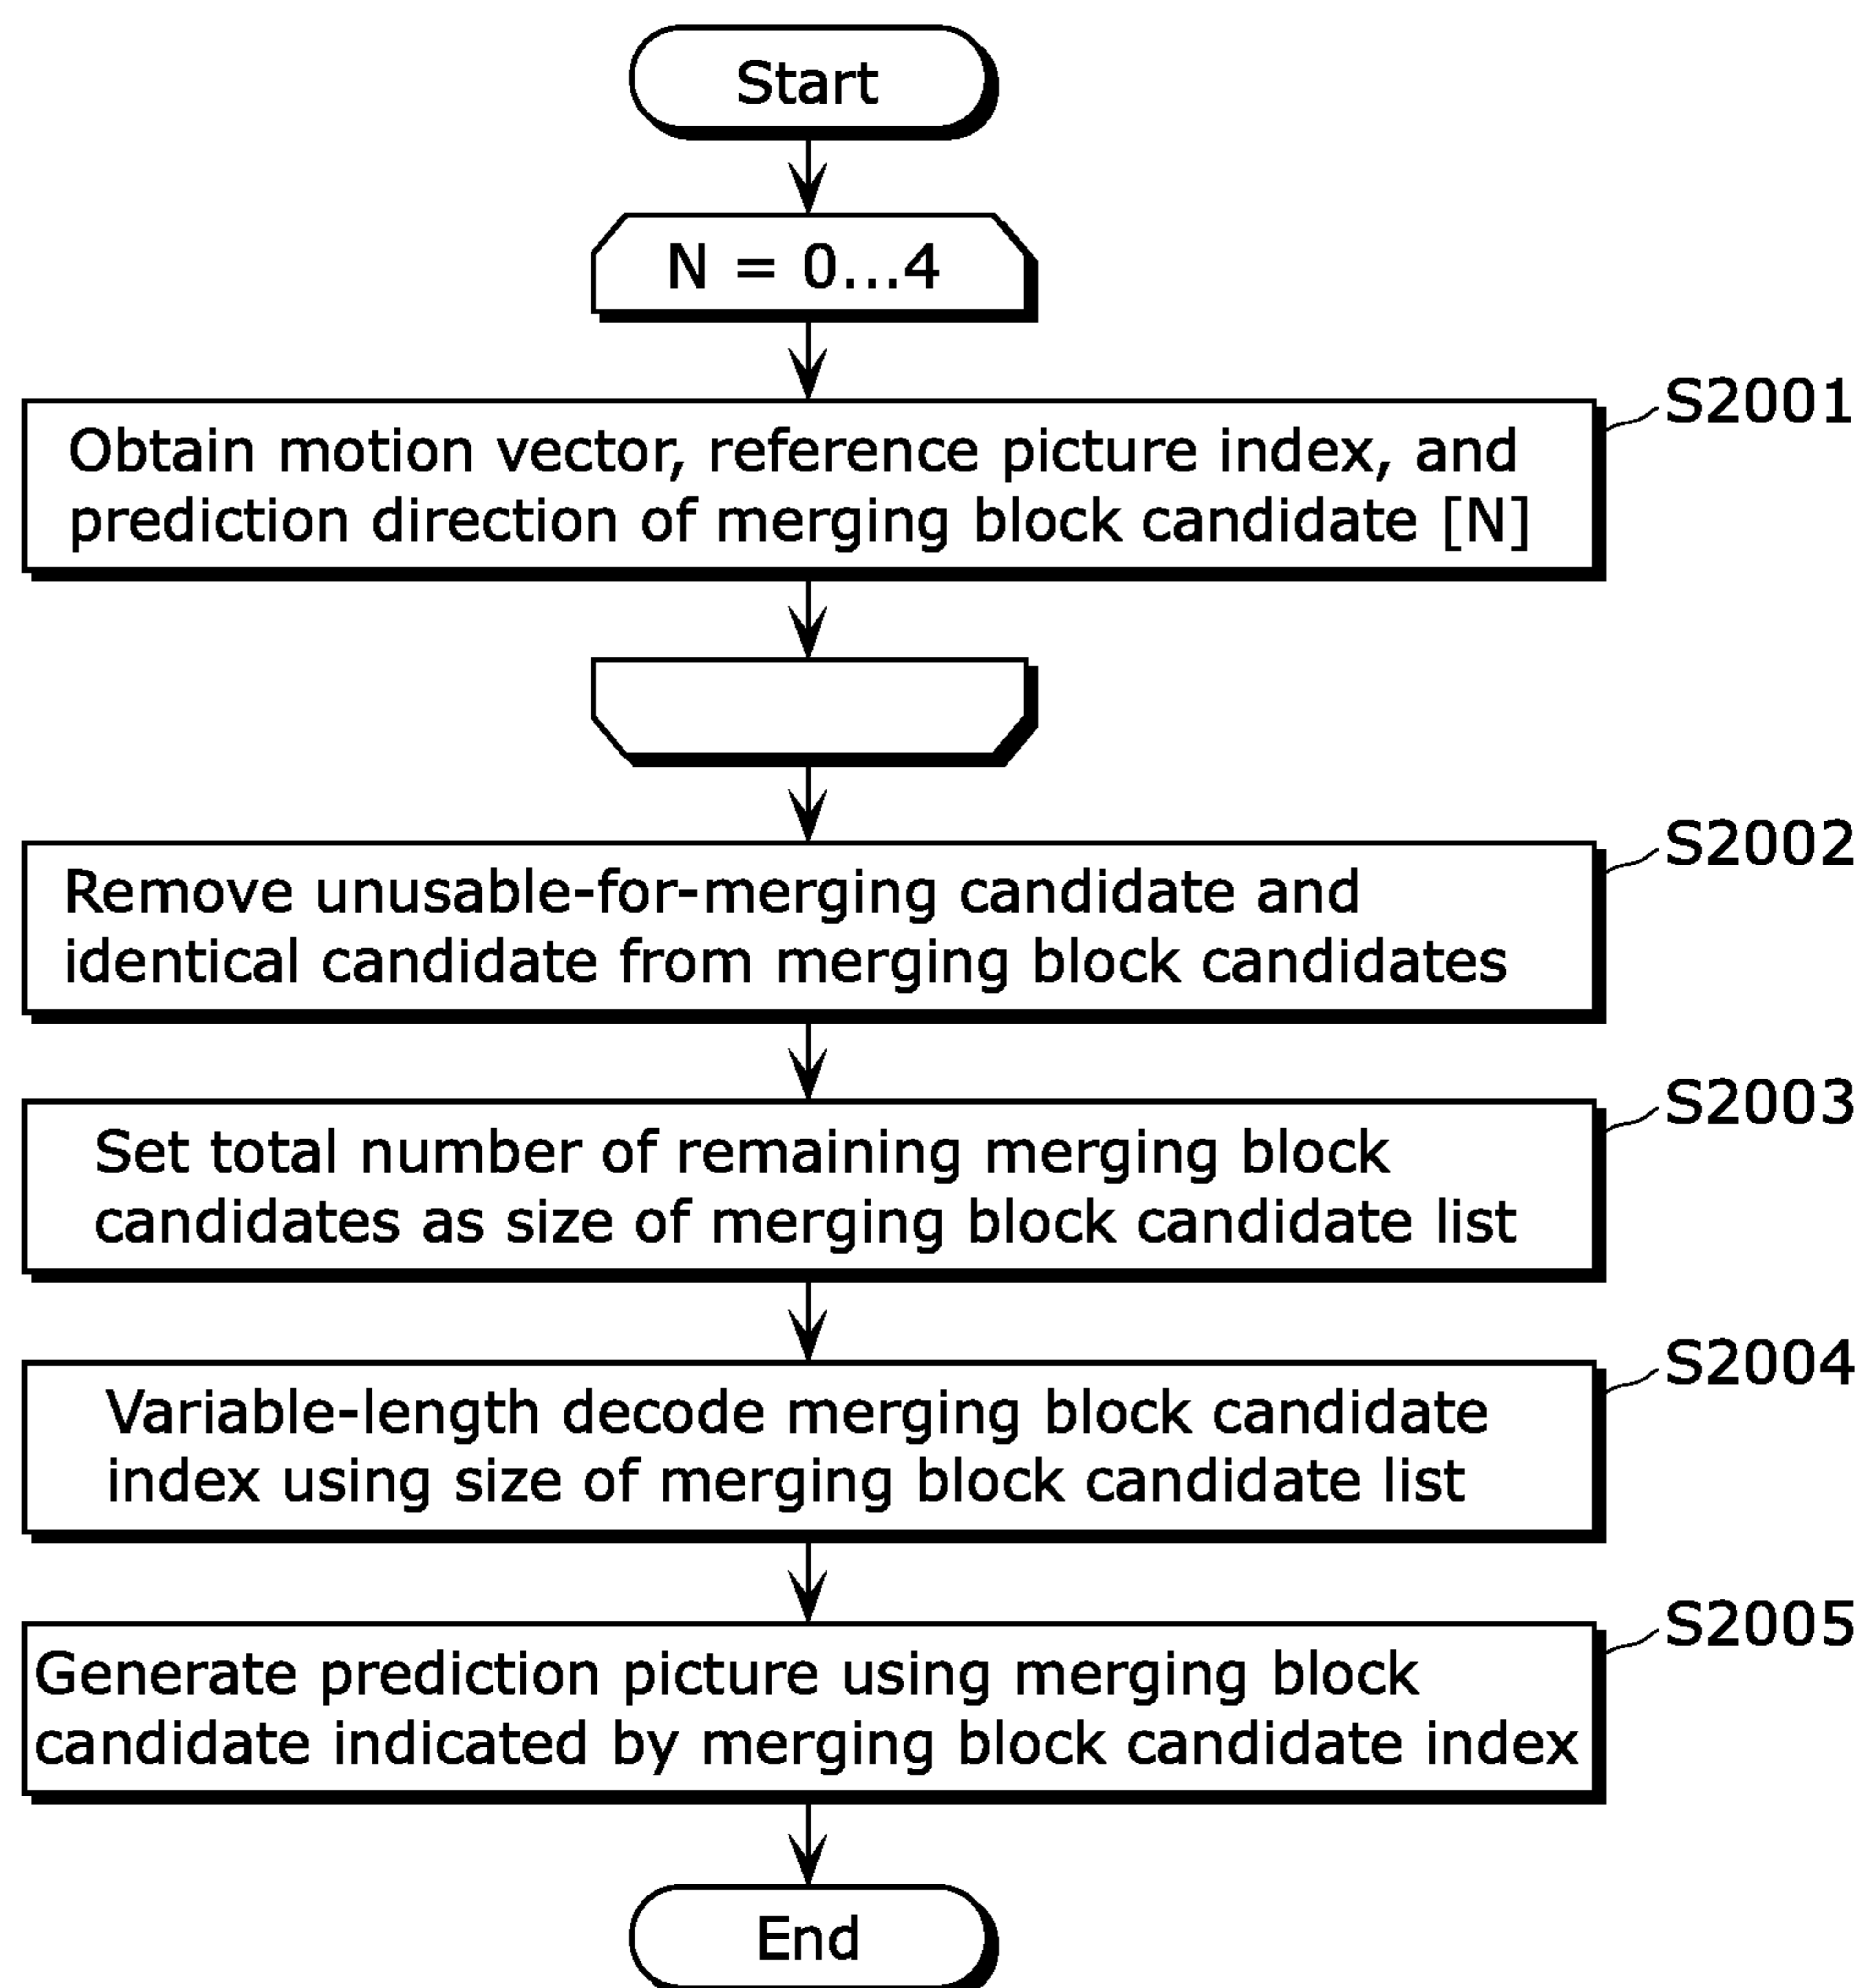 Start
N = 0...4
S2001
Obtain motion vector, reference picture index, and
prediction direction of merging block candidate [N]
S2002
Remove unusable-for-merging candidate and
identical candidate from merging block candidates
S2003
Set total number of remaining merging block
candidates as size of merging block candidate list
S2004
Variable-length decode merging block candidate
index using size of merging block candidate list
S2005
Generate prediction picture using merging block
candidate indicated by merging block candidate index
End